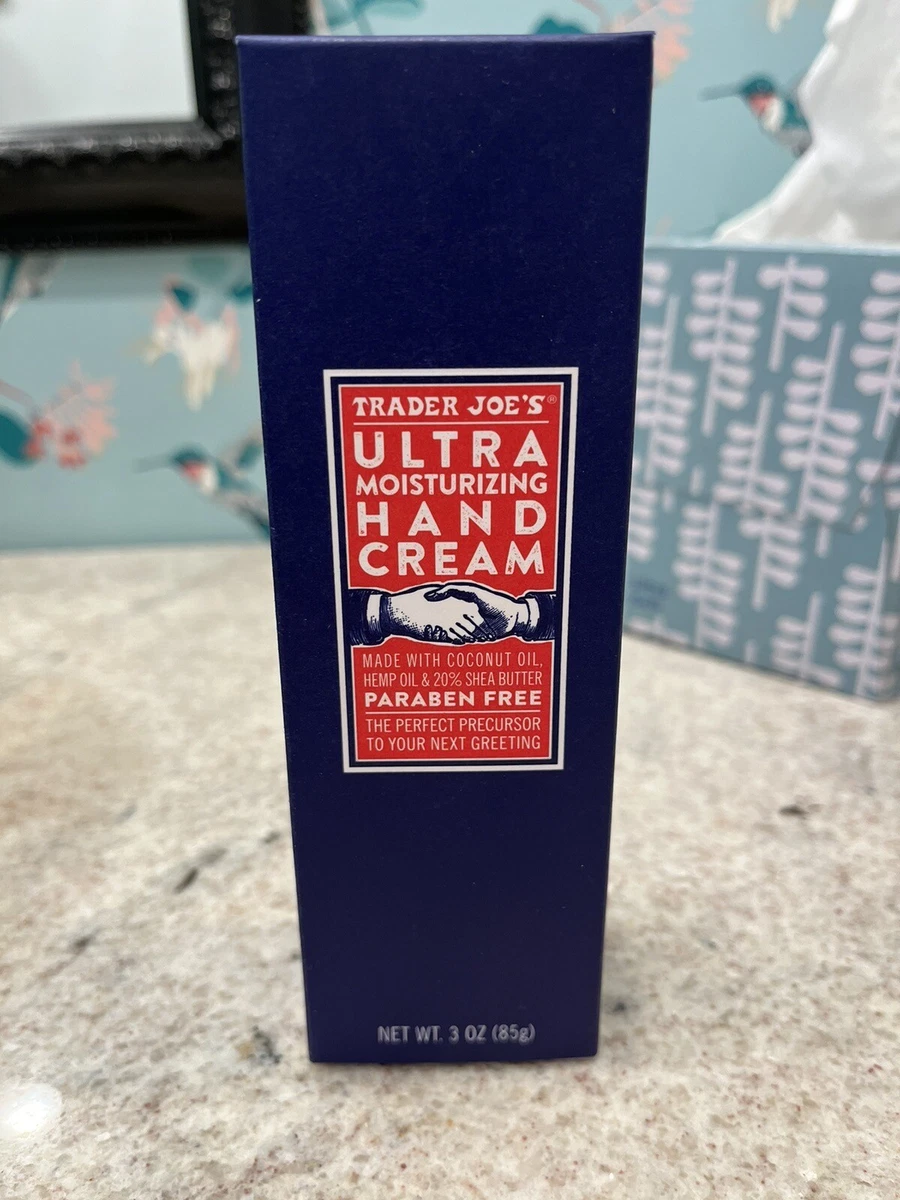 TRADER JOE'S®
ULTRA
MOISTURIZING
HAND
CREAM
MADE WITH COCONUT OIL,
HEMP OIL & 20% SHEA BUTTER
PARABEN FREE
THE PERFECT PRECURSOR
TO YOUR NEXT GREETING
NET WT. 3 OZ (85g)